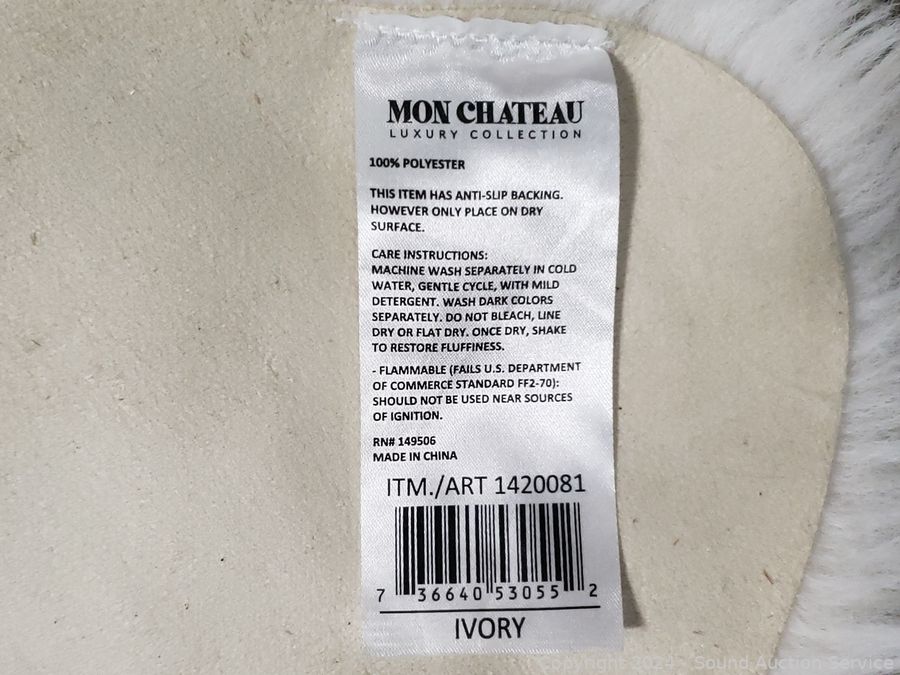 MON CHATEAU
LUXURY COLLECTION
100% POLYESTER
THIS ITEM HAS ANTI-SLIP BACKING.
HOWEVER ONLY PLACE ON DRY
SURFACE.
CARE INSTRUCTIONS:
MACHINE WASH SEPARATELY IN COLD
WATER, GENTLE CYCLE, WITH MILD
DETERGENT. WASH DARK COLORS
SEPARATELY. DO NOT BLEACH, LINE
DRY OR FLAT DRY. ONCE DRY, SHAKE
TO RESTORE FLUFFINESS.
- FLAMMABLE (FAILS U.S. DEPARTMENT
OF COMMERCE STANDARD FF2-70):
SHOULD NOT BE USED NEAR SOURCES
OF IGNITION.
RN# 149506
MADE IN CHINA
ITM./ART 1420081
7 36640 53055 2
IVORY
Copyright 2024 - Sound Auction Service